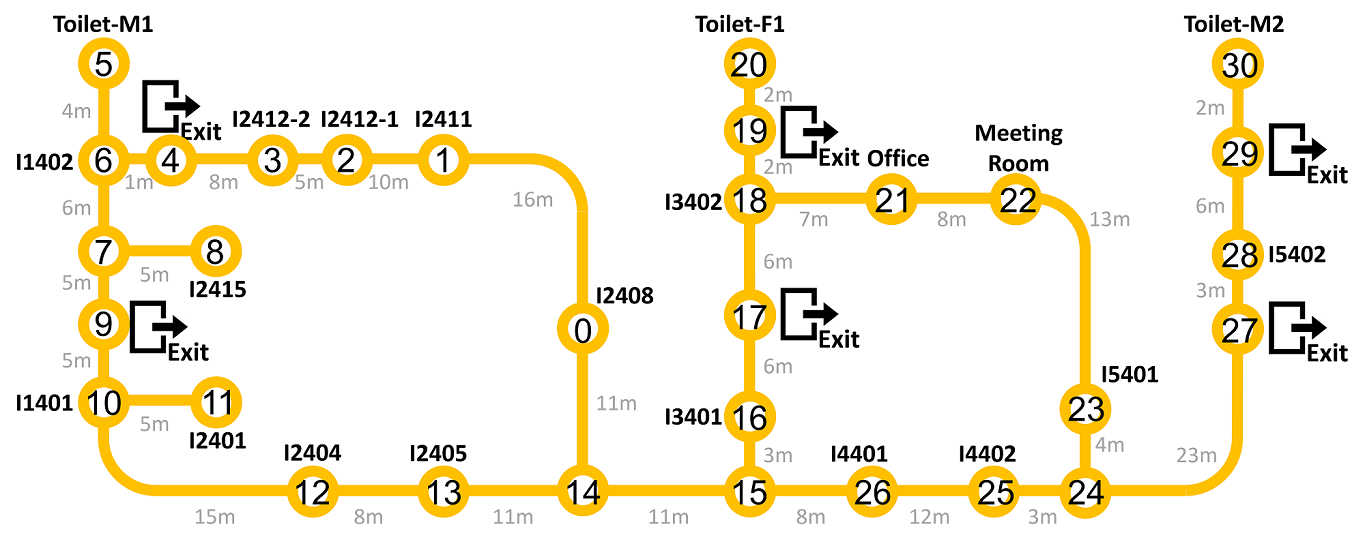 Toilet-M1
Toilet-F1
Toilet-M2
5
20
30
4m
2m
2m
Exit
I2412-2
I2412-1
I2411
19
Exit
Office
Meeting
Room
29
Exit
I1402
6
4
3
2
1
1m
8m
5m
10m
16m
2m
I3402
18
21
22
7m
8m
13m
6m
6m
7
8
5m
I2415
5m
6m
28
I5402
3m
9
Exit
I2408
0
17
Exit
27
Exit
5m
6m
I1401
10
11
5m
I2401
11m
I3401
16
I5401
23
4m
I2404
I2405
3m
I4401
I4402
23m
12
13
14
15
26
25
24
15m
8m
11m
11m
8m
12m
3m